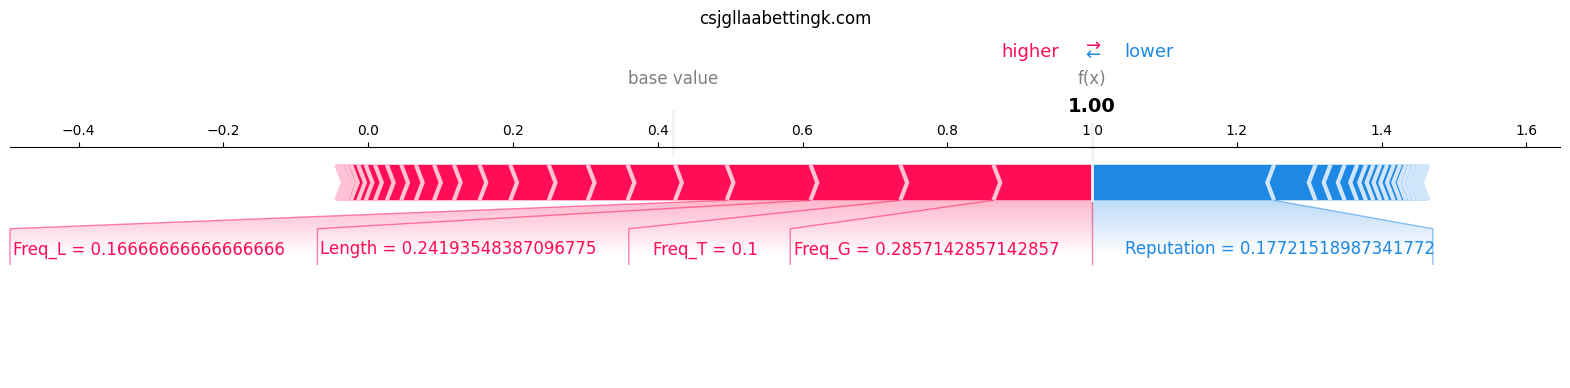 csjgllaabettingk.com
higher → lower
←
base value f(x)
1.00
−0.4 −0.2 0.0 0.2 0.4 0.6 0.8 1.0 1.2 1.4 1.6
Freq_L = 0.16666666666666666 Length = 0.24193548387096775 Freq_T = 0.1 Freq_G = 0.2857142857142857 Reputation = 0.17721518987341772